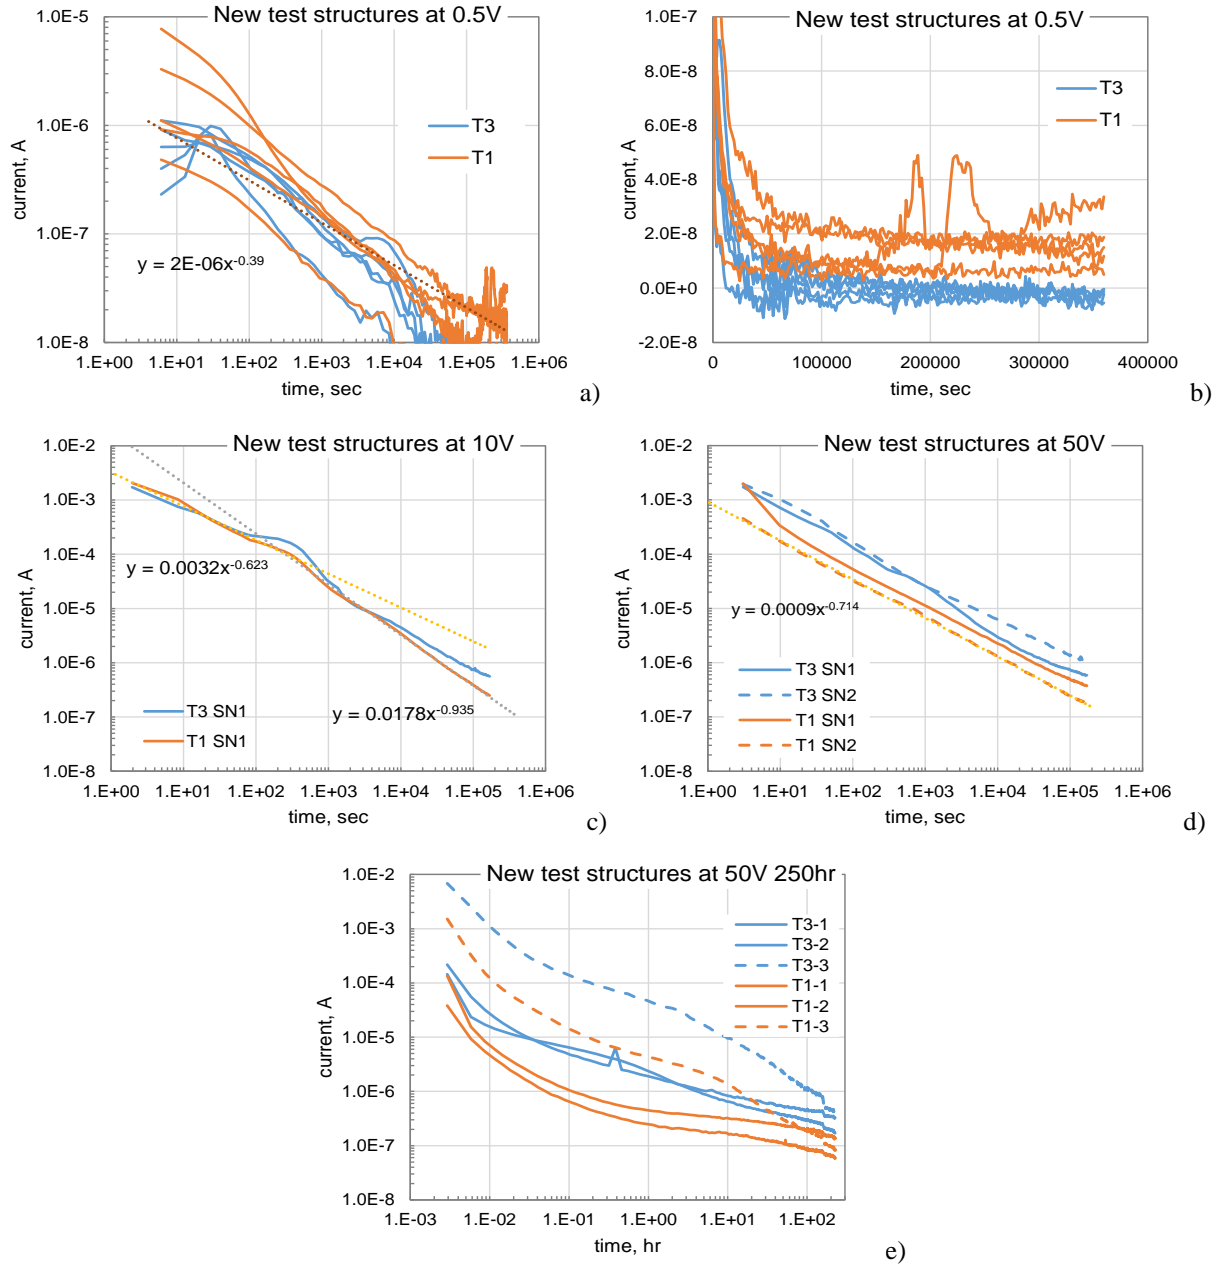 New test structures at 0.5V
1.0E-5
1.0E-6
1.0E-7
1.0E-8
current, A
T3
T1
y = 2E-06x^-0.39
1.E+00 1.E+01 1.E+02 1.E+03 1.E+04 1.E+05 1.E+06
time, sec
a)
New test structures at 0.5V
1.0E-7
8.0E-8
6.0E-8
4.0E-8
2.0E-8
0.0E+0
-2.0E-8
current, A
T3
T1
0 100000 200000 300000 400000
time, sec
b)
New test structures at 10V
1.0E-2
1.0E-3
1.0E-4
1.0E-5
1.0E-6
1.0E-7
1.0E-8
current, A
y = 0.0032x^-0.623
y = 0.0178x^-0.935
T3 SN1
T1 SN1
1.E+00 1.E+01 1.E+02 1.E+03 1.E+04 1.E+05 1.E+06
time, sec
c)
New test structures at 50V
1.0E-2
1.0E-3
1.0E-4
1.0E-5
1.0E-6
1.0E-7
1.0E-8
current, A
y = 0.0009x^-0.714
T3 SN1
T3 SN2
T1 SN1
T1 SN2
1.E+00 1.E+01 1.E+02 1.E+03 1.E+04 1.E+05 1.E+06
time, sec
d)
New test structures at 50V 250hr
1.0E-2
1.0E-3
1.0E-4
1.0E-5
1.0E-6
1.0E-7
1.0E-8
current, A
T3-1
T3-2
T3-3
T1-1
T1-2
T1-3
1.E-03 1.E-02 1.E-01 1.E+00 1.E+01 1.E+02
time, hr
e)